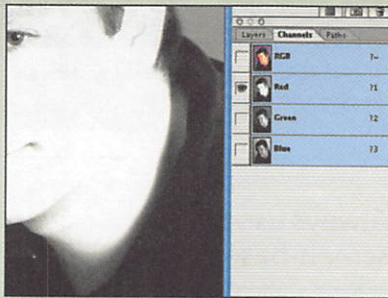 Layers Channels Paths
RGB ?~
Red ?1
Green ?2
Blue ?3